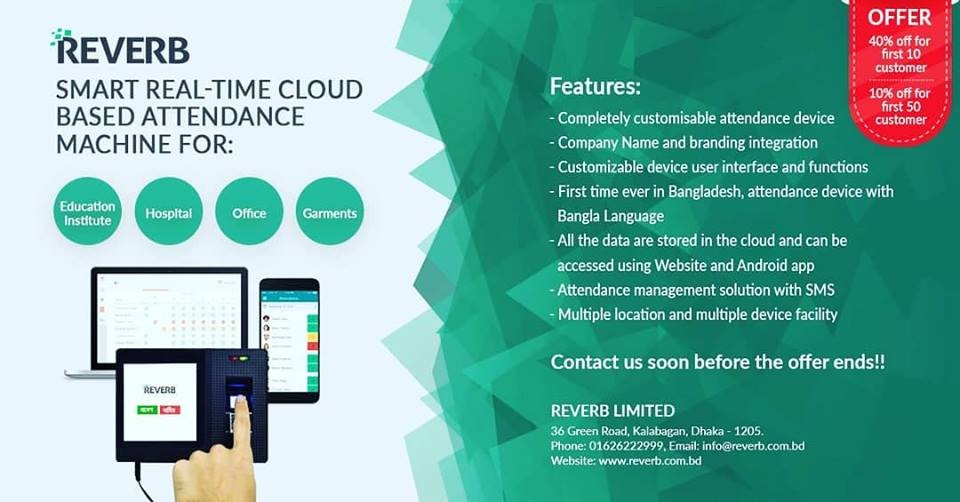 REVERB
SMART REAL-TIME CLOUD
BASED ATTENDANCE
MACHINE FOR:
Education
Institute
Hospital
Office
Garments
REVERB
OFFER
40% off for
first 10
customer
10% off for
first 50
customer
Features:
- Completely customisable attendance device
- Company Name and branding integration
- Customizable device user interface and functions
- First time ever in Bangladesh, attendance device with
Bangla Language
- All the data are stored in the cloud and can be
accessed using Website and Android app
- Attendance management solution with SMS
- Multiple location and multiple device facility
Contact us soon before the offer ends!!
REVERB LIMITED
36 Green Road, Kalabagan, Dhaka - 1205.
Phone: 01626222999, Email: info@reverb.com.bd
Website: www.reverb.com.bd